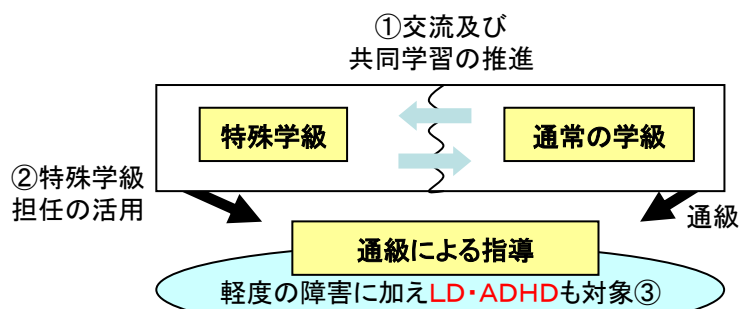 ①交流及び
共同学習の推進
特殊学級
通常の学級
②特殊学級
担任の活用
通級
通級による指導
軽度の障害に加えLD・ADHDも対象③